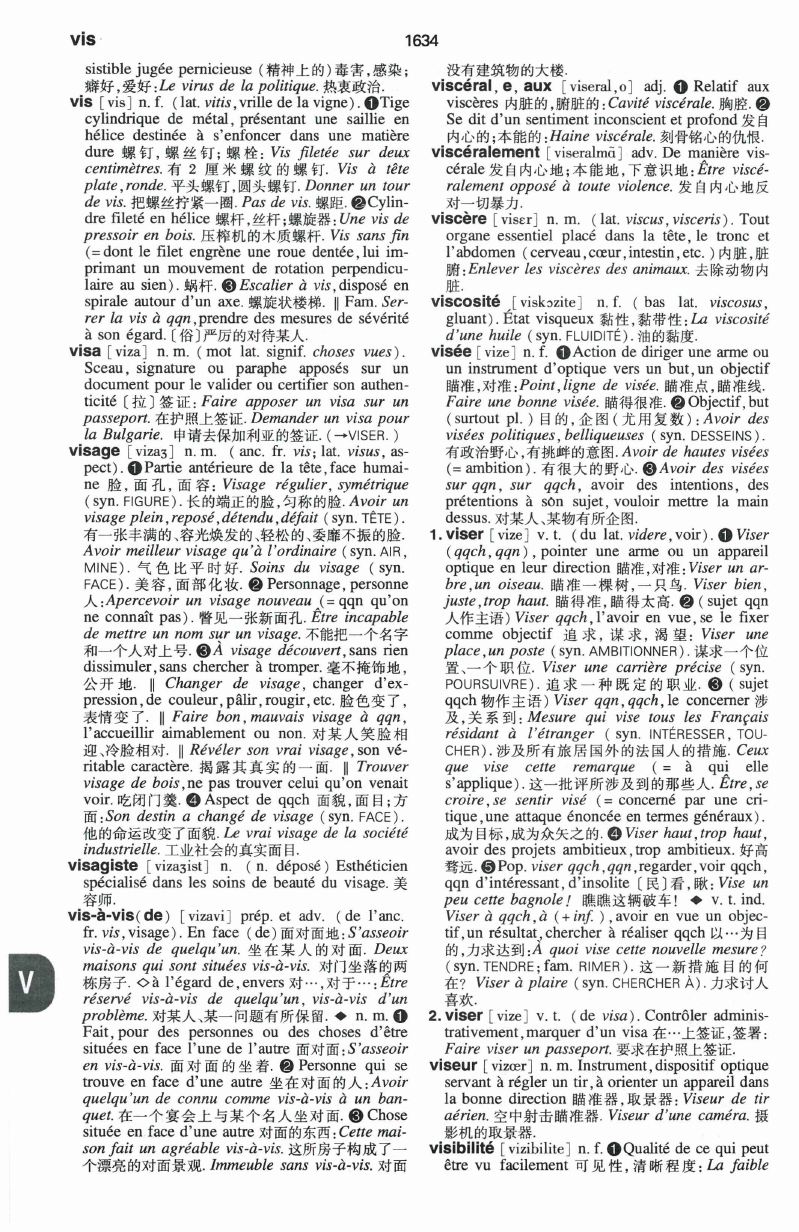 vis
1634
sistible jugée pernicieuse (精神上的)毒害,感染;
癖好,爱好:Le virus de la politique. 热衷政治.
vis [vis] n. f. (lat. vitis,vrille de la vigne). ❶Tige
cylindrique de métal, présentant une saillie en
hélice destinée à s'enfoncer dans une matière
dure 螺钉, 螺丝钉; 螺栓: Vis filetée sur deux
centimètres. 有 2 厘米螺纹的螺钉. Vis à tête
plate,ronde. 平头螺钉,圆头螺钉. Donner un tour
de vis. 把螺丝拧紧一圈. Pas de vis. 螺距. ❷Cylin-
dre fileté en hélice 螺杆,丝杆;螺旋器:Une vis de
pressoir en bois. 压榨机的木质螺杆. Vis sans fin
(=dont le filet engrène une roue dentée,lui im-
primant un mouvement de rotation perpendicu-
laire au sien). 蜗杆. ❸Escalier à vis,disposé en
spirale autour d'un axe. 螺旋状楼梯. ‖ Fam. Ser-
rer la vis à qqn,prendre des mesures de sévérité
à son égard. 〔俗〕严厉的对待某人.
visa [viza] n. m. (mot lat. signif. choses vues).
Sceau, signature ou paraphe apposés sur un
document pour le valider ou certifier son authen-
ticité 〔拉〕签证: Faire apposer un visa sur un
passeport. 在护照上签证. Demander un visa pour
la Bulgarie. 申请去保加利亚的签证. (→VISER.)
visage [vizaʒ] n. m. (anc. fr. vis; lat. visus, as-
pect). ❶Partie antérieure de la tête,face humai-
ne 脸, 面孔, 面容: Visage régulier, symétrique
(syn. FIGURE). 长的端正的脸,匀称的脸. Avoir un
visage plein,reposé,détendu,défait (syn. TÊTE).
有一张丰满的、容光焕发的、轻松的、委靡不振的脸.
Avoir meilleur visage qu'à l'ordinaire (syn. AIR,
MINE). 气色比平时好. Soins du visage (syn.
FACE). 美容,面部化妆. ❷ Personnage, personne
人:Apercevoir un visage nouveau (= qqn qu'on
ne connaît pas). 瞥见一张新面孔. Être incapable
de mettre un nom sur un visage. 不能把一个名字
和一个人对上号. ❸À visage découvert,sans rien
dissimuler,sans chercher à tromper. 毫不掩饰地,
公开地. ‖ Changer de visage, changer d'ex-
pression,de couleur,pâlir,rougir,etc. 脸色变了,
表情变了. ‖ Faire bon,mauvais visage à qqn,
l'accueillir aimablement ou non. 对某人笑脸相
迎、冷脸相对. ‖ Révéler son vrai visage,son vé-
ritable caractère. 揭露其真实的一面. ‖ Trouver
visage de bois,ne pas trouver celui qu'on venait
voir. 吃闭门羹. ❹ Aspect de qqch 面貌,面目;方
面:Son destin a changé de visage (syn. FACE).
他的命运改变了面貌. Le vrai visage de la société
industrielle. 工业社会的真实面目.
visagiste [vizaʒist] n. (n. déposé) Esthéticien
spécialisé dans les soins de beauté du visage. 美
容师.
vis-à-vis(de) [vizavi] prép. et adv. (de l'anc.
fr. vis,visage). En face (de)面对面地:S'asseoir
vis-à-vis de quelqu'un. 坐在某人的对面. Deux
maisons qui sont situées vis-à-vis. 对门坐落的两
栋房子. ◇à l'égard de,envers 对…,对于…:Être
réservé vis-à-vis de quelqu'un, vis-à-vis d'un
problème. 对某人、某一问题有所保留. ◆ n. m. ❶
Fait,pour des personnes ou des choses d'être
situées en face l'une de l'autre 面对面:S'asseoir
en vis-à-vis. 面对面的坐着. ❷ Personne qui se
trouve en face d'une autre 坐在对面的人:Avoir
quelqu'un de connu comme vis-à-vis à un ban-
quet. 在一个宴会上与某个名人坐对面. ❸ Chose
située en face d'une autre 对面的东西:Cette mai-
son fait un agréable vis-à-vis. 这所房子构成了一
个漂亮的对面景观. Immeuble sans vis-à-vis. 对面
V
没有建筑物的大楼.
viscéral, e, aux [viseral,o] adj. ❶ Relatif aux
viscères 内脏的,腑脏的:Cavité viscérale. 胸腔. ❷
Se dit d'un sentiment inconscient et profond 发自
内心的;本能的:Haine viscérale. 刻骨铭心的仇恨.
viscéralement [viseralmɑ̃] adv. De manière vis-
cérale 发自内心地;本能地,下意识地:Être viscé-
ralement opposé à toute violence. 发自内心地反
对一切暴力.
viscère [visɛr] n. m. (lat. viscus,visceris). Tout
organe essentiel placé dans la tête, le tronc et
l'abdomen (cerveau,cœur,intestin,etc.)内脏,脏
腑:Enlever les viscères des animaux. 去除动物内
脏.
viscosité [viskɔzite] n. f. (bas lat. viscosus,
gluant). État visqueux 黏性,黏带性:La viscosité
d'une huile (syn. FLUIDITÉ). 油的黏度.
visée [vize] n. f. ❶Action de diriger une arme ou
un instrument d'optique vers un but,un objectif
瞄准,对准:Point,ligne de visée. 瞄准点,瞄准线.
Faire une bonne visée. 瞄得很准. ❷Objectif,but
(surtout pl.)目的,企图(尤用复数):Avoir des
visées politiques,belliqueuses (syn. DESSEINS).
有政治野心,有挑衅的意图. Avoir de hautes visées
(= ambition). 有很大的野心. ❸Avoir des visées
sur qqn, sur qqch, avoir des intentions, des
prétentions à son sujet, vouloir mettre la main
dessus. 对某人、某物有所企图.
1. viser [vize] v. t. (du lat. videre,voir). ❶ Viser
(qqch,qqn), pointer une arme ou un appareil
optique en leur direction 瞄准,对准:Viser un ar-
bre,un oiseau. 瞄准一棵树,一只鸟. Viser bien,
juste,trop haut. 瞄得准,瞄得太高. ❷ (sujet qqn
人作主语)Viser qqch,l'avoir en vue,se le fixer
comme objectif 追求, 谋求, 渴望: Viser une
place,un poste (syn. AMBITIONNER). 谋求一个位
置、一个职位. Viser une carrière précise (syn.
POURSUIVRE). 追求一种既定的职业. ❸ (sujet
qqch 物作主语)Viser qqn,qqch,le concerner 涉
及,关系到:Mesure qui vise tous les Français
résidant à l'étranger (syn. INTÉRESSER, TOU-
CHER). 涉及所有旅居国外的法国人的措施. Ceux
que vise cette remarque (= à qui elle
s'applique). 这一批评所涉及到的那些人. Être,se
croire,se sentir visé (= concerné par une cri-
tique,une attaque énoncée en termes généraux).
成为目标,成为众矢之的. ❹ Viser haut,trop haut,
avoir des projets ambitieux,trop ambitieux. 好高
骛远. ❺Pop. viser qqch,qqn,regarder,voir qqch,
qqn d'intéressant,d'insolite 〔民〕看,瞅:Vise un
peu cette bagnole! 瞧瞧这辆破车! ◆ v. t. ind.
Viser à qqch,à (+inf.),avoir en vue un objec-
tif,un résultat,chercher à réaliser qqch 以…为目
的,力求达到:À quoi vise cette nouvelle mesure?
(syn. TENDRE; fam. RIMER). 这一新措施目的何
在? Viser à plaire (syn. CHERCHER À). 力求讨人
喜欢.
2. viser [vize] v. t. (de visa). Contrôler adminis-
trativement,marquer d'un visa 在…上签证,签署:
Faire viser un passeport. 要求在护照上签证.
viseur [vizœr] n. m. Instrument,dispositif optique
servant à régler un tir,à orienter un appareil dans
la bonne direction 瞄准器,取景器: Viseur de tir
aérien. 空中射击瞄准器. Viseur d'une caméra. 摄
影机的取景器.
visibilité [vizibilite] n. f. ❶Qualité de ce qui peut
être vu facilement 可见性,清晰程度: La faible